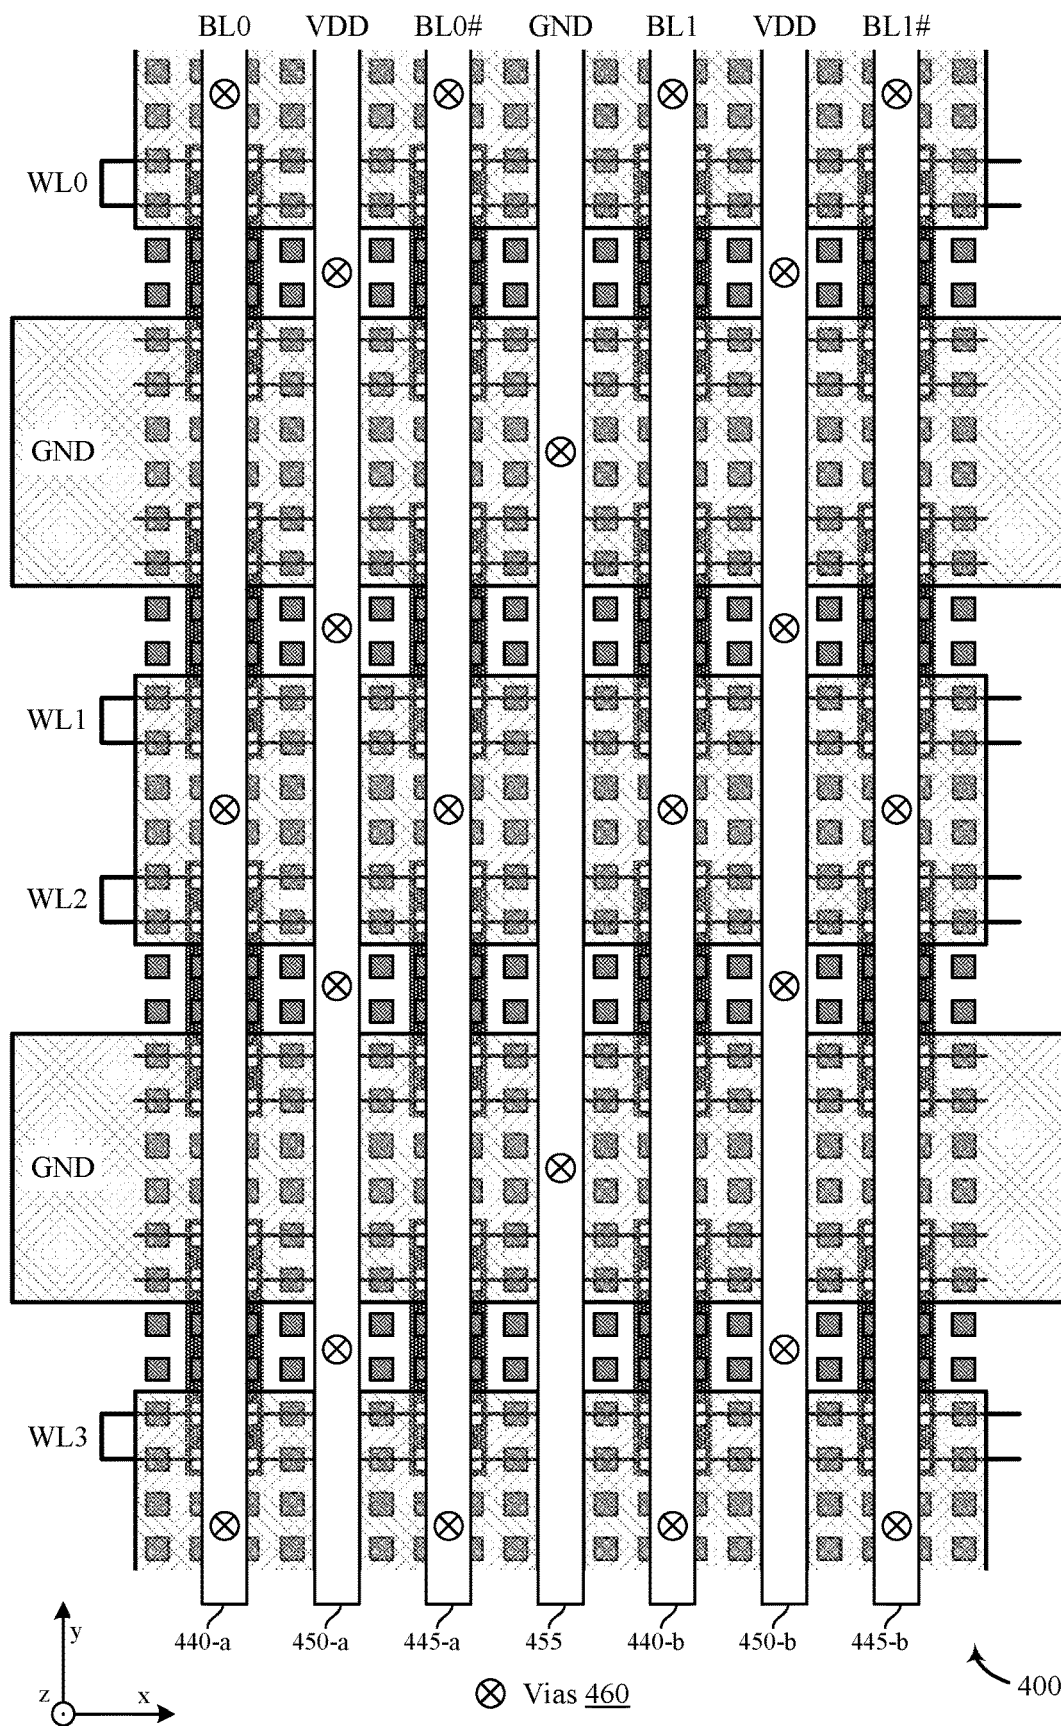 BL0 VDD BL0# GND BL1 VDD BL1#
WL0
GND
WL1
WL2
GND
WL3
440-a 450-a 445-a 455 440-b 450-b 445-b
y
z x
Vias 460
400